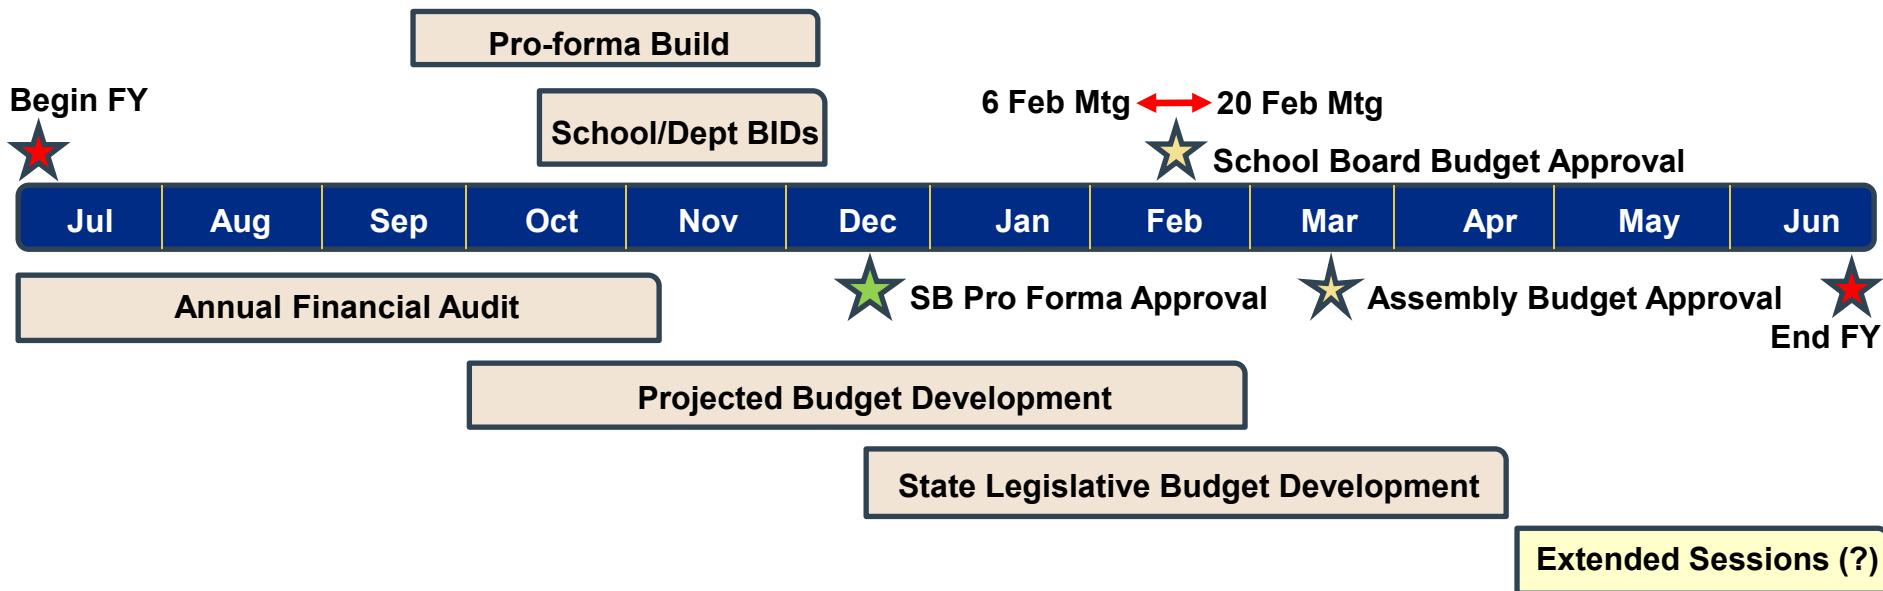 Pro-forma Build
Begin FY
6 Feb Mtg
20 Feb Mtg
School/Dept BIDs
School Board Budget Approval
Jul
Aug
Sep
Oct
Nov
Dec
Jan
Feb
Mar
Apr
May
Jun
Annual Financial Audit
SB Pro Forma Approval
Assembly Budget Approval
End FY
Projected Budget Development
State Legislative Budget Development
Extended Sessions (?)